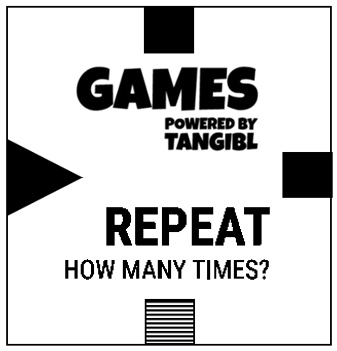 GAMES
POWERED BY
TANGIBL
REPEAT
HOW MANY TIMES?